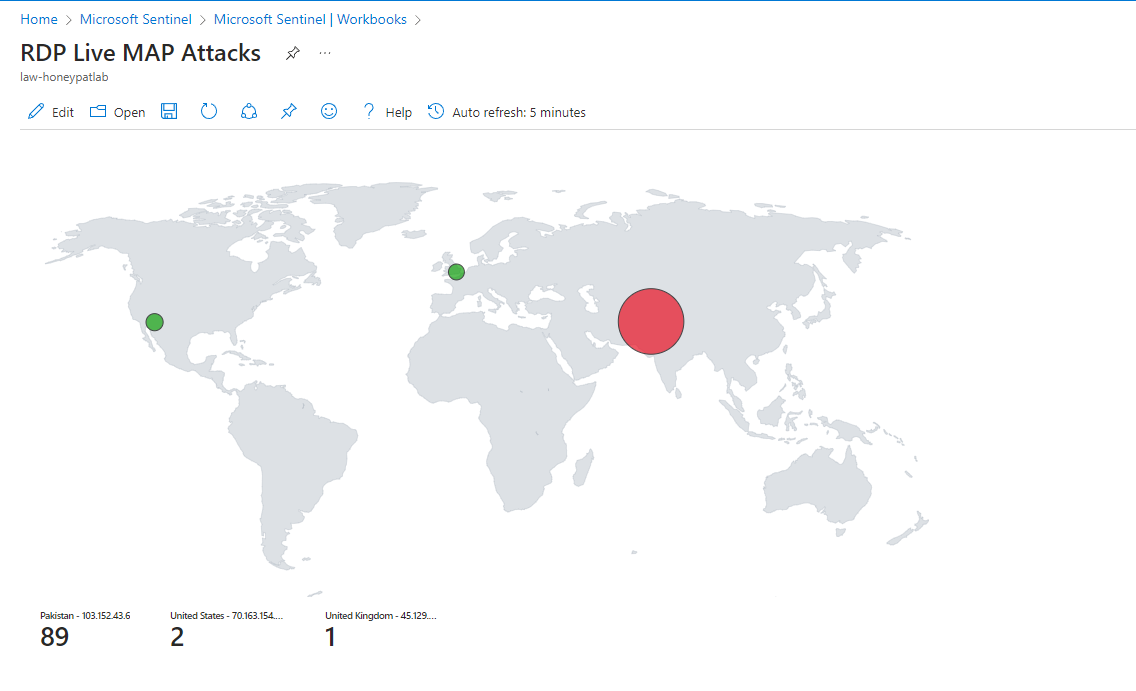 Home > Microsoft Sentinel > Microsoft Sentinel | Workbooks >
RDP Live MAP Attacks ...
law-honeypatlab
Edit Open ? Help Auto refresh: 5 minutes
Pakistan - 103.152.43.6 United States - 70.163.154.... United Kingdom - 45.129....
89 2 1